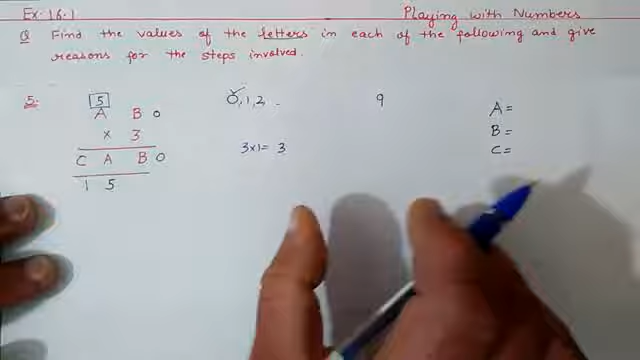 Ex: 16.1 Playing with Numbers
Q Find the values of the letters in each of the following and give
reasons for the steps involved.
5. 5 0,1,2 . 9 A =
A B 0 B =
× 3 3×1= 3 C =
C A B 0
1 5